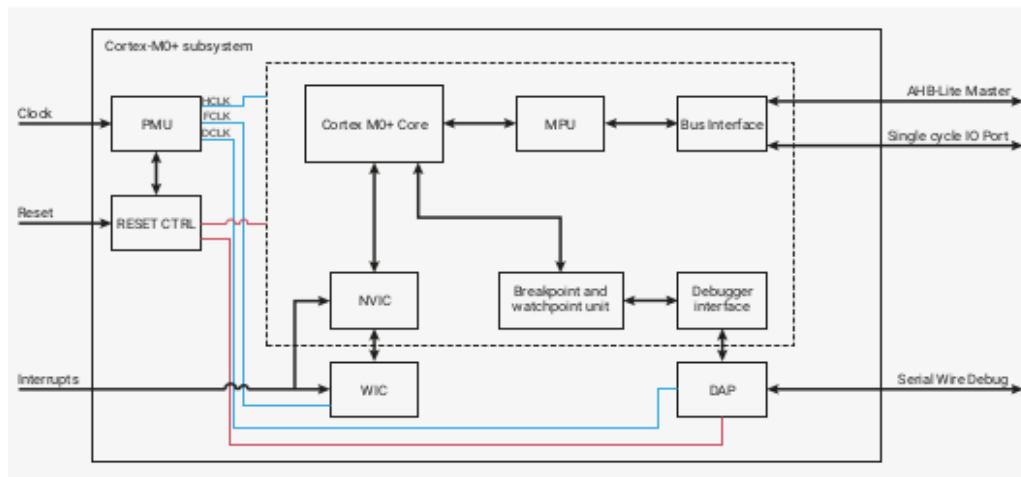 Cortex-M0+ subsystem
Clock
PMU
HCLK
FCLK
DCLK
Cortex M0+ Core
MPU
Bus Interface
AHB-Lite Master
Single cycle IO Port
Reset
RESET CTRL
NVIC
Breakpoint and
watchpoint unit
Debugger
interface
Interrupts
WIC
DAP
Serial Wire Debug